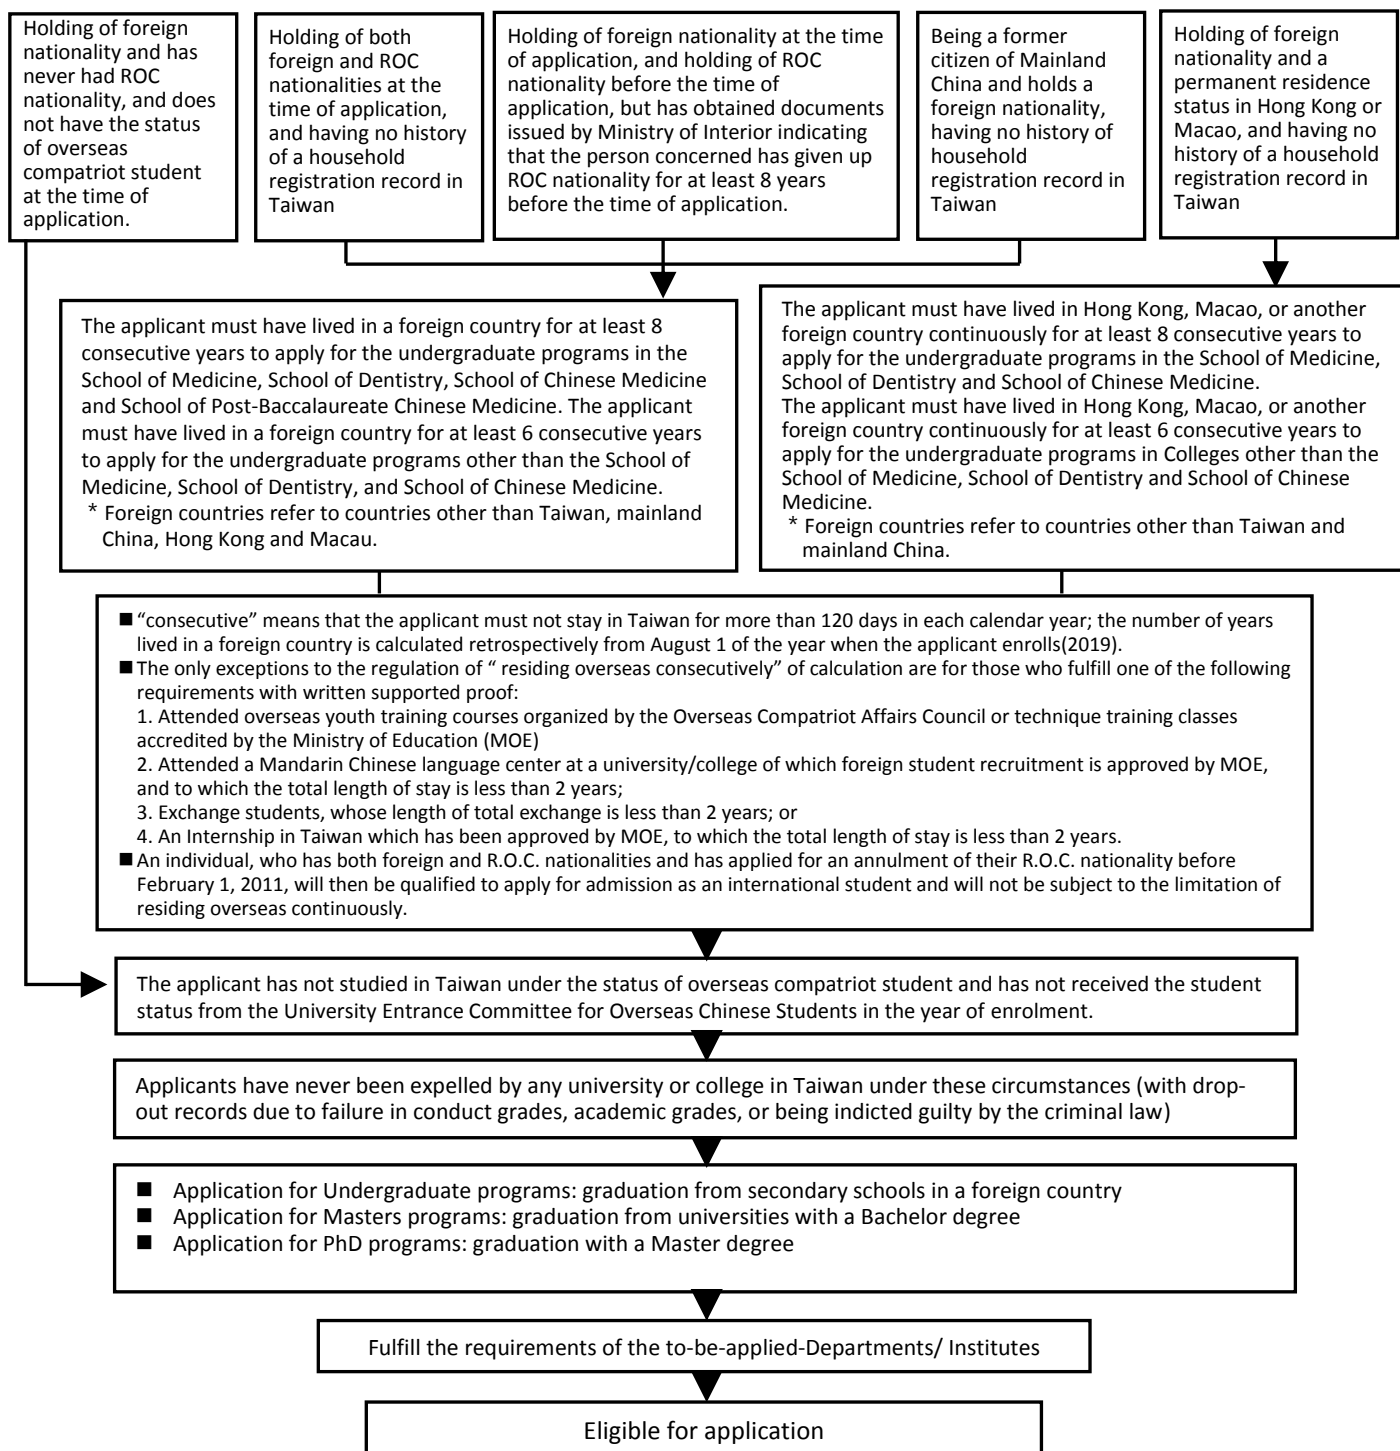 Holding of foreign
nationality and has
never had ROC
nationality, and does
not have the status
of overseas
compatriot student
at the time of
application.
Holding of both
foreign and ROC
nationalities at the
time of application,
and having no history
of a household
registration record in
Taiwan
Holding of foreign nationality at the time
of application, and holding of ROC
nationality before the time of
application, but has obtained documents
issued by Ministry of Interior indicating
that the person concerned has given up
ROC nationality for at least 8 years
before the time of application.
Being a former
citizen of Mainland
China and holds a
foreign nationality,
having no history of
household
registration record in
Taiwan
Holding of foreign
nationality and a
permanent residence
status in Hong Kong or
Macao, and having no
history of a household
registration record in
Taiwan
The applicant must have lived in a foreign country for at least 8
consecutive years to apply for the undergraduate programs in the
School of Medicine, School of Dentistry, School of Chinese Medicine
and School of Post-Baccalaureate Chinese Medicine. The applicant
must have lived in a foreign country for at least 6 consecutive years
to apply for the undergraduate programs other than the School of
Medicine, School of Dentistry, and School of Chinese Medicine.
* Foreign countries refer to countries other than Taiwan, mainland
China, Hong Kong and Macau.
The applicant must have lived in Hong Kong, Macao, or another
foreign country continuously for at least 8 consecutive years to
apply for the undergraduate programs in the School of Medicine,
School of Dentistry and School of Chinese Medicine.
The applicant must have lived in Hong Kong, Macao, or another
foreign country continuously for at least 6 consecutive years to
apply for the undergraduate programs in Colleges other than the
School of Medicine, School of Dentistry and School of Chinese
Medicine.
* Foreign countries refer to countries other than Taiwan and
mainland China.
■ “consecutive” means that the applicant must not stay in Taiwan for more than 120 days in each calendar year; the number of years
lived in a foreign country is calculated retrospectively from August 1 of the year when the applicant enrolls(2019).
■ The only exceptions to the regulation of “ residing overseas consecutively” of calculation are for those who fulfill one of the following
requirements with written supported proof:
1. Attended overseas youth training courses organized by the Overseas Compatriot Affairs Council or technique training classes
accredited by the Ministry of Education (MOE)
2. Attended a Mandarin Chinese language center at a university/college of which foreign student recruitment is approved by MOE,
and to which the total length of stay is less than 2 years;
3. Exchange students, whose length of total exchange is less than 2 years; or
4. An Internship in Taiwan which has been approved by MOE, to which the total length of stay is less than 2 years.
■ An individual, who has both foreign and R.O.C. nationalities and has applied for an annulment of their R.O.C. nationality before
February 1, 2011, will then be qualified to apply for admission as an international student and will not be subject to the limitation of
residing overseas continuously.
The applicant has not studied in Taiwan under the status of overseas compatriot student and has not received the student
status from the University Entrance Committee for Overseas Chinese Students in the year of enrolment.
Applicants have never been expelled by any university or college in Taiwan under these circumstances (with drop-
out records due to failure in conduct grades, academic grades, or being indicted guilty by the criminal law)
■ Application for Undergraduate programs: graduation from secondary schools in a foreign country
■ Application for Masters programs: graduation from universities with a Bachelor degree
■ Application for PhD programs: graduation with a Master degree
Fulfill the requirements of the to-be-applied-Departments/ Institutes
Eligible for application